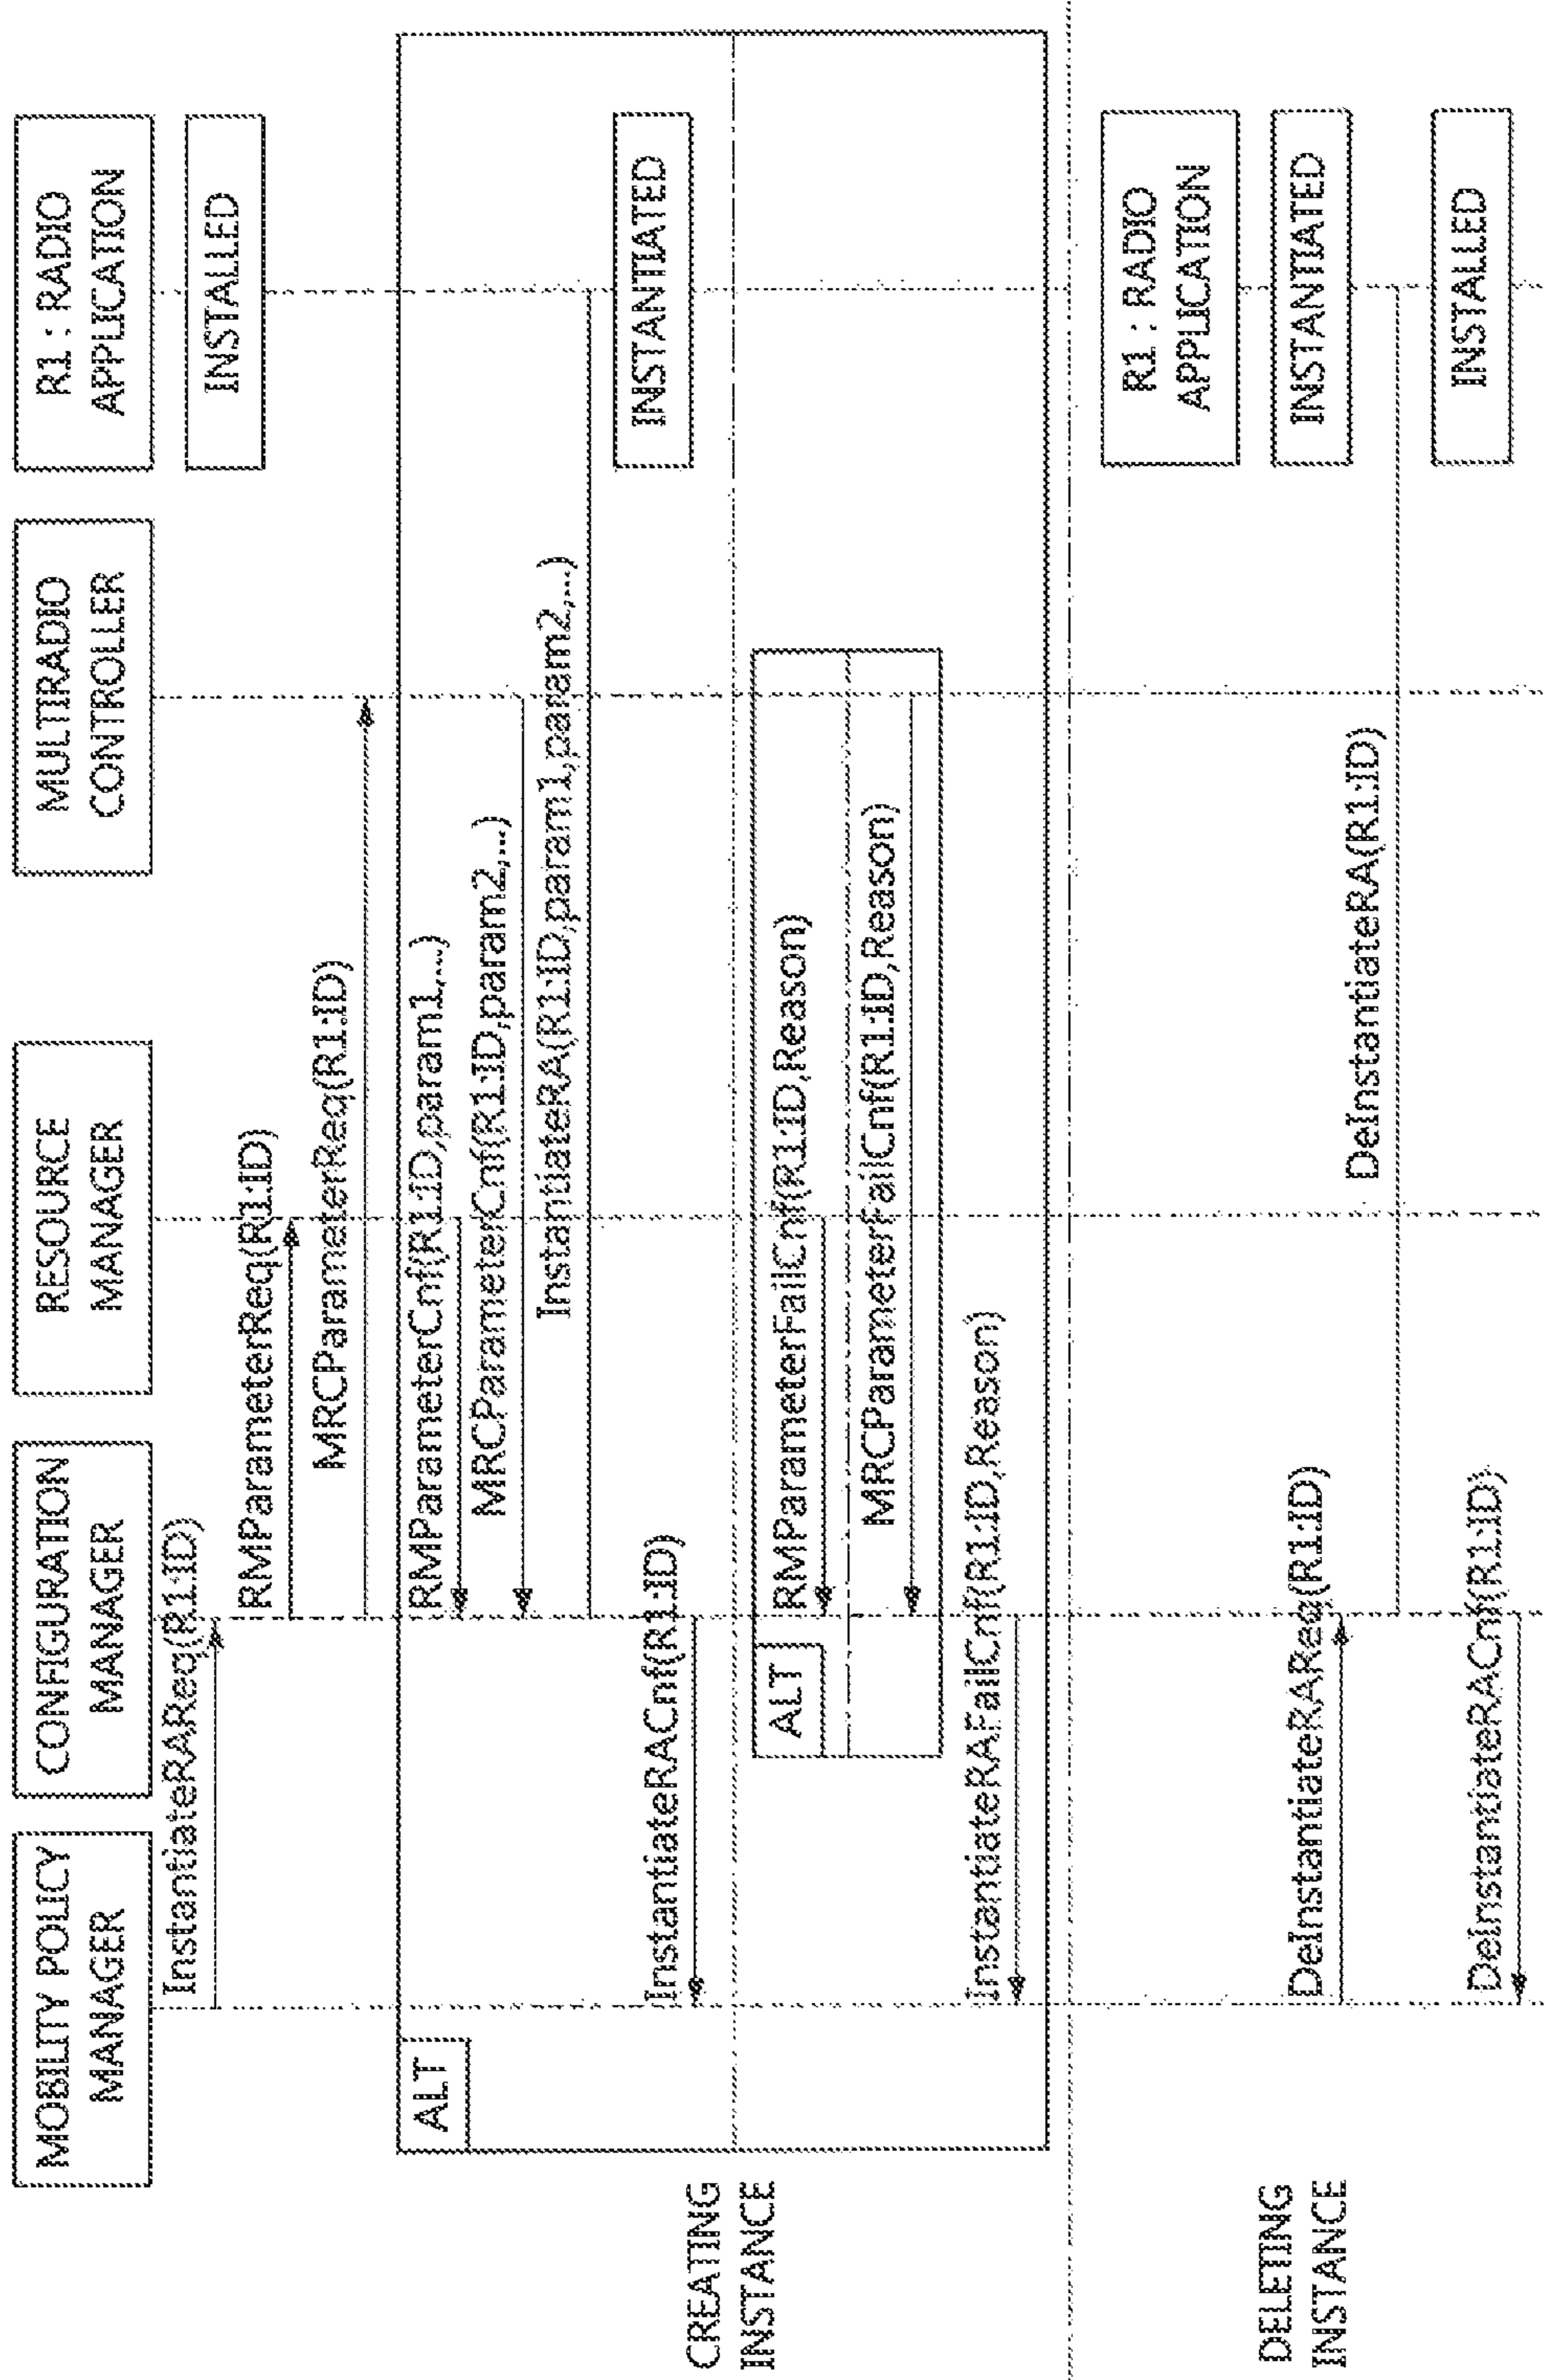 MOBILITY POLICY
MANAGER
CONFIGURATION
MANAGER
RESOURCE
MANAGER
MULTIRADIO
CONTROLLER
R1 : RADIO
APPLICATION
InstantiateRAReq(R1:ID)
INSTALLED
RMParameterReq(R1:ID)
MRCParameterReq(R1:ID)
ALT
RMParameterCnf(R1:ID,param1,...)
MRCParameterCnf(R1:ID,param2,...)
InstantiateRA(R1:ID,param1,param2,...)
INSTANTIATED
InstantiateRACnf(R1:ID)
CREATING
INSTANCE
ALT
RMParameterFailCnf(R1:ID,Reason)
MRCParameterFailCnf(R1:ID,Reason)
InstantiateRAFailCnf(R1:ID,Reason)
R1 : RADIO
APPLICATION
DELETING
INSTANCE
INSTANTIATED
DeInstantiateRAReq(R1:ID)
DeInstantiateRA(R1:ID)
INSTALLED
DeInstantiateRACnf(R1:ID)